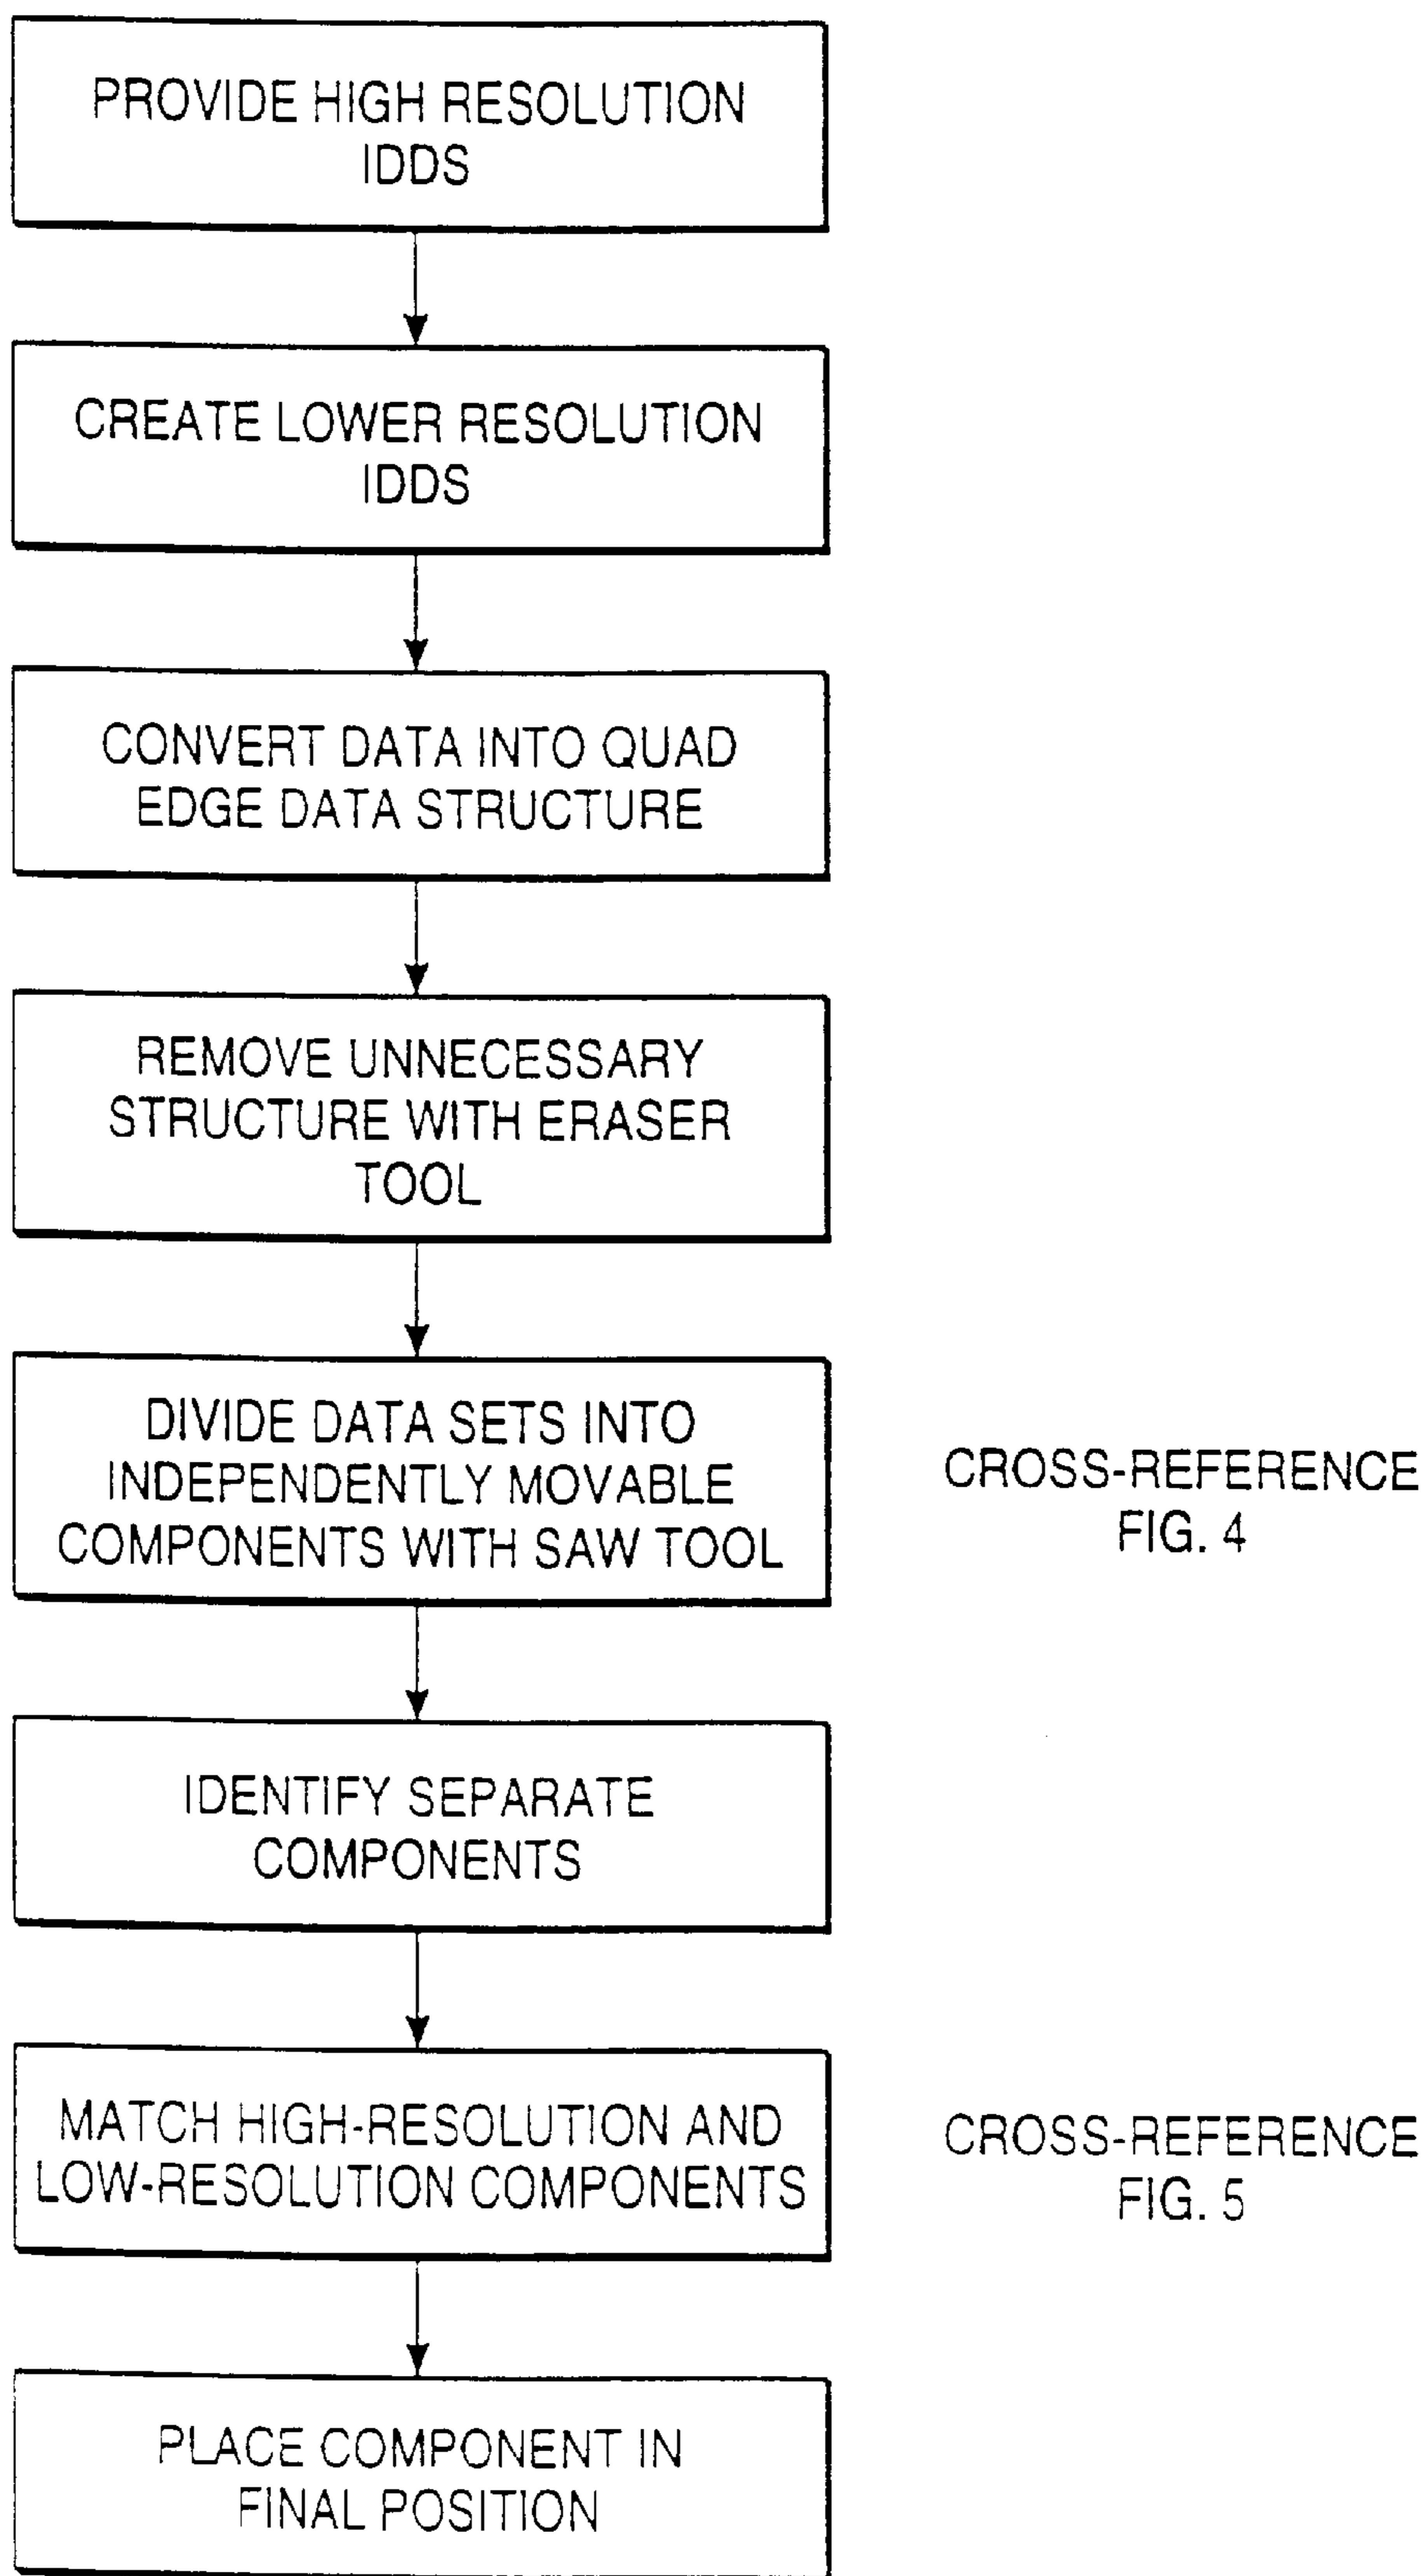 PROVIDE HIGH RESOLUTION
IDDS
CREATE LOWER RESOLUTION
IDDS
CONVERT DATA INTO QUAD
EDGE DATA STRUCTURE
REMOVE UNNECESSARY
STRUCTURE WITH ERASER
TOOL
DIVIDE DATA SETS INTO
INDEPENDENTLY MOVABLE
COMPONENTS WITH SAW TOOL
CROSS-REFERENCE
FIG. 4
IDENTIFY SEPARATE
COMPONENTS
MATCH HIGH-RESOLUTION AND
LOW-RESOLUTION COMPONENTS
CROSS-REFERENCE
FIG. 5
PLACE COMPONENT IN
FINAL POSITION